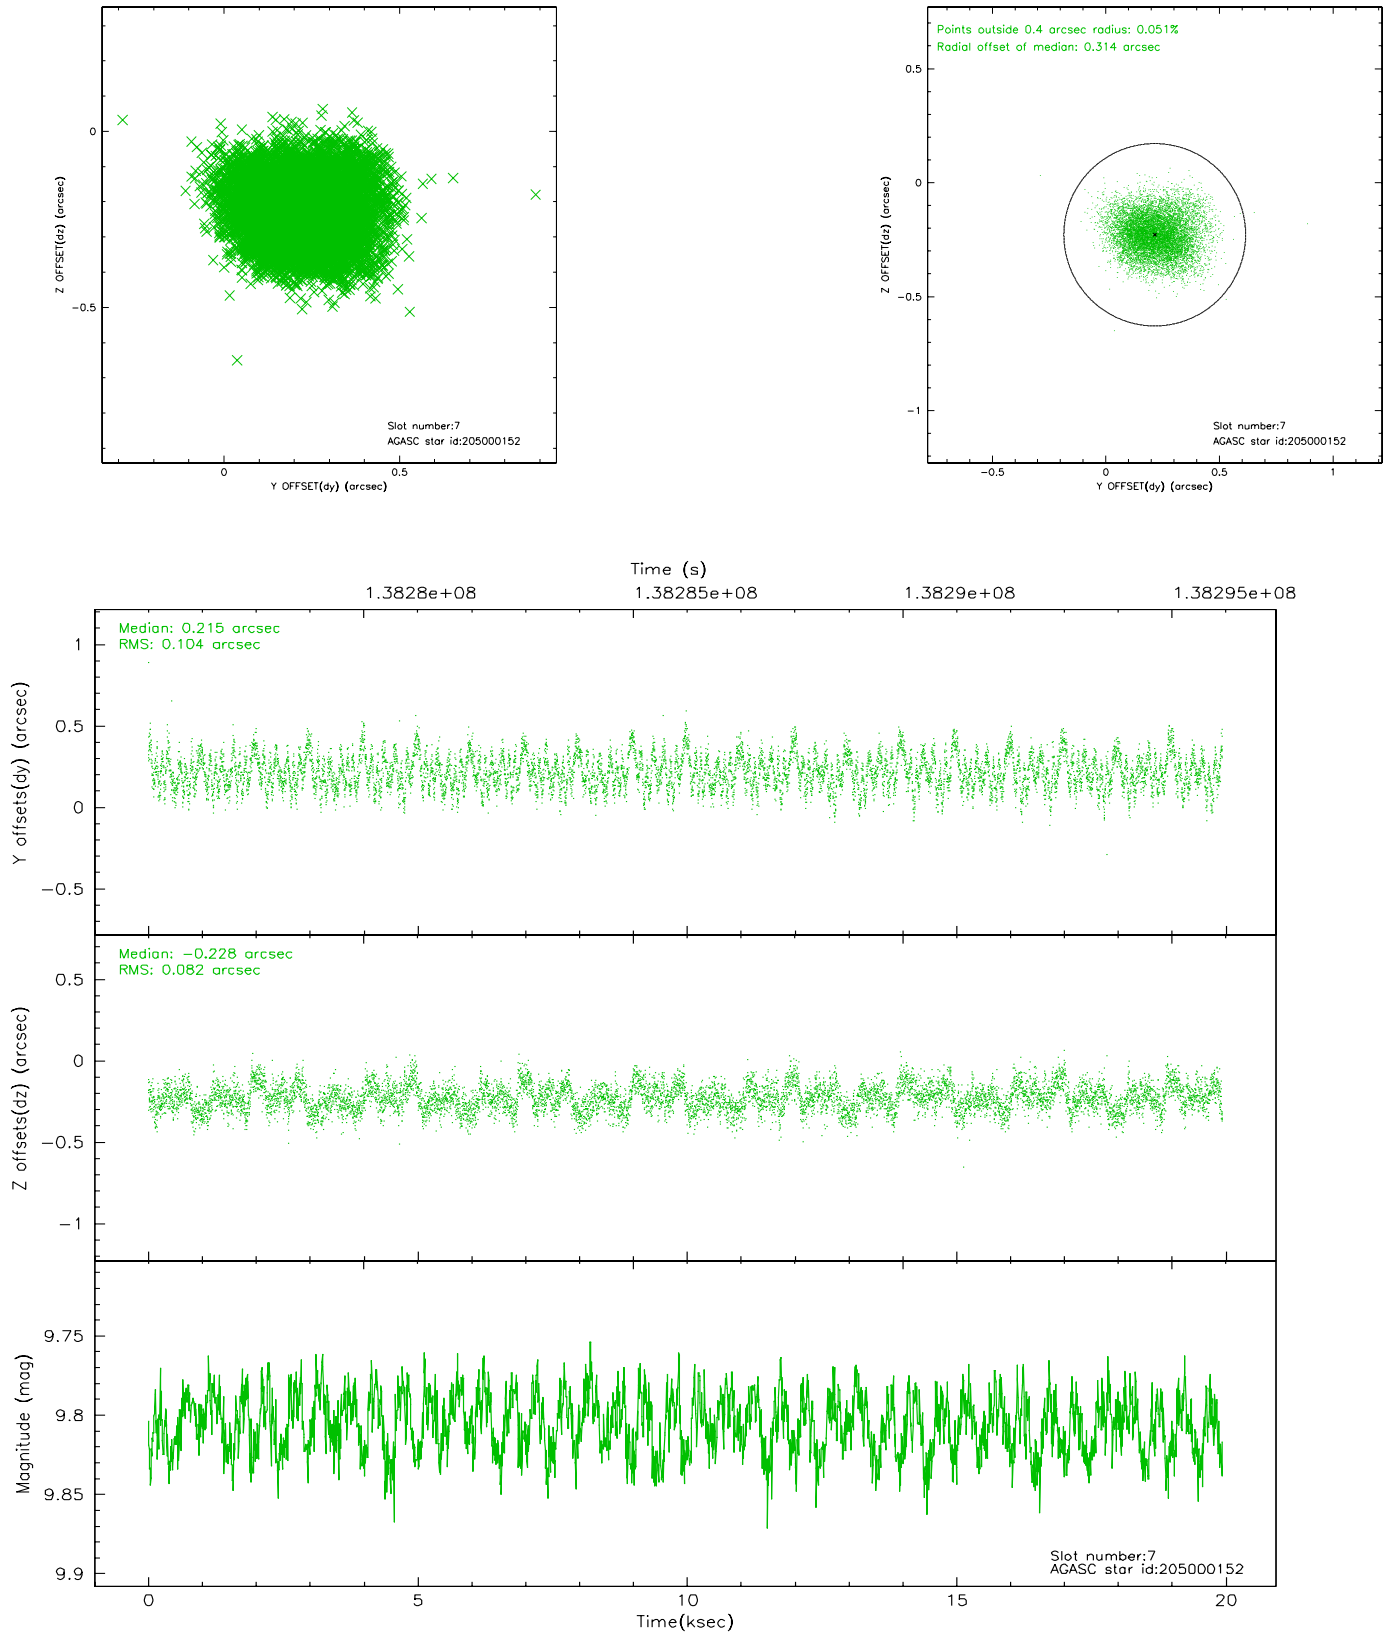 0
−0.5
Z OFFSET(dz) (arcsec)
Slot number:7
AGASC star id:205000152
0
0.5
Y OFFSET(dy) (arcsec)
Points outside 0.4 arcsec radius: 0.051%
Radial offset of median: 0.314 arcsec
0.5
0
−0.5
−1
Z OFFSET(dz) (arcsec)
Slot number:7
AGASC star id:205000152
−0.5
0
0.5
1
Y OFFSET(dy) (arcsec)
Time (s)
1.3828e+08
1.38285e+08
1.3829e+08
1.38295e+08
Median: 0.215 arcsec
RMS: 0.104 arcsec
1
0.5
0
−0.5
Y offsets(dy) (arcsec)
Median: −0.228 arcsec
RMS: 0.082 arcsec
0.5
0
−0.5
−1
Z offsets(dz) (arcsec)
9.75
9.8
9.85
9.9
Magnitude (mag)
Slot number:7
AGASC star id:205000152
0
5
10
15
20
Time(ksec)